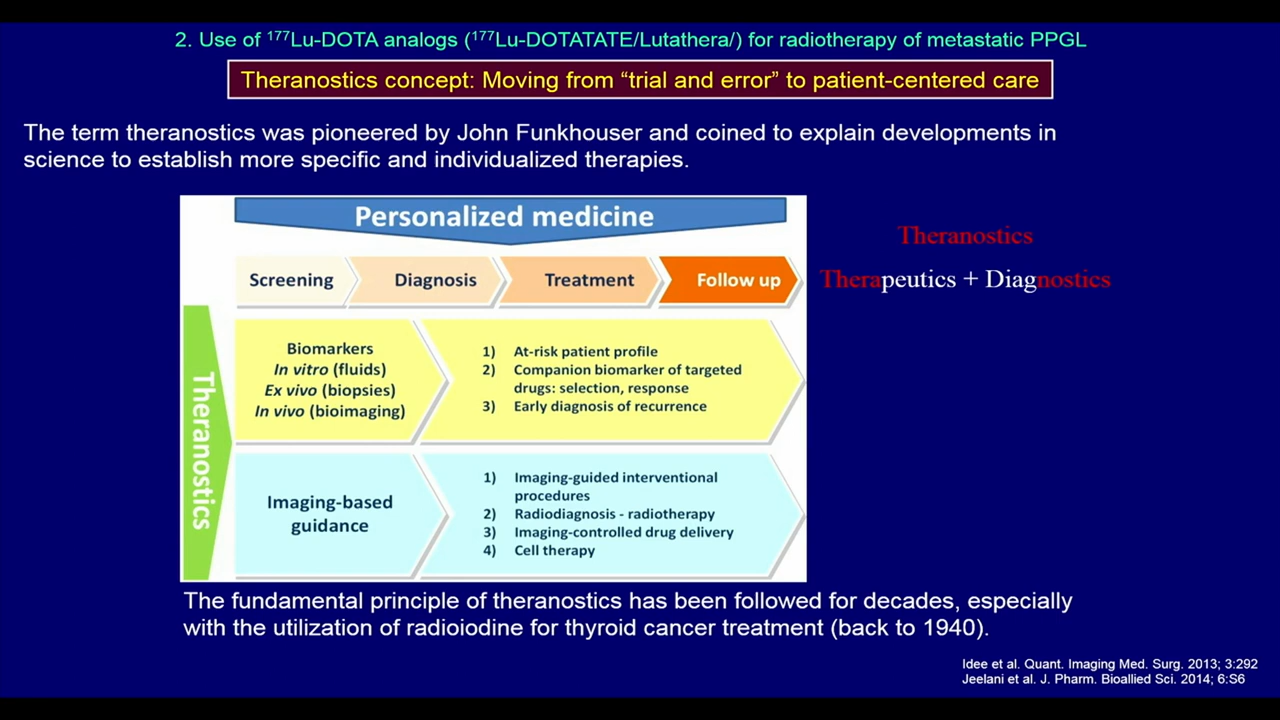 2. Use of ¹⁷⁷Lu-DOTA analogs (¹⁷⁷Lu-DOTATATE/Lutathera/) for radiotherapy of metastatic PPGL
Theranostics concept: Moving from “trial and error” to patient-centered care
The term theranostics was pioneered by John Funkhouser and coined to explain developments in
science to establish more specific and individualized therapies.
Personalized medicine
Screening
Diagnosis
Treatment
Follow up
Theranostics
Biomarkers
In vitro (fluids)
Ex vivo (biopsies)
In vivo (bioimaging)
1) At-risk patient profile
2) Companion biomarker of targeted
drugs: selection, response
3) Early diagnosis of recurrence
Imaging-based
guidance
1) Imaging-guided interventional
procedures
2) Radiodiagnosis - radiotherapy
3) Imaging-controlled drug delivery
4) Cell therapy
Theranostics
Therapeutics + Diagnostics
The fundamental principle of theranostics has been followed for decades, especially
with the utilization of radioiodine for thyroid cancer treatment (back to 1940).
Idee et al. Quant. Imaging Med. Surg. 2013; 3:292
Jeelani et al. J. Pharm. Bioallied Sci. 2014; 6:S6